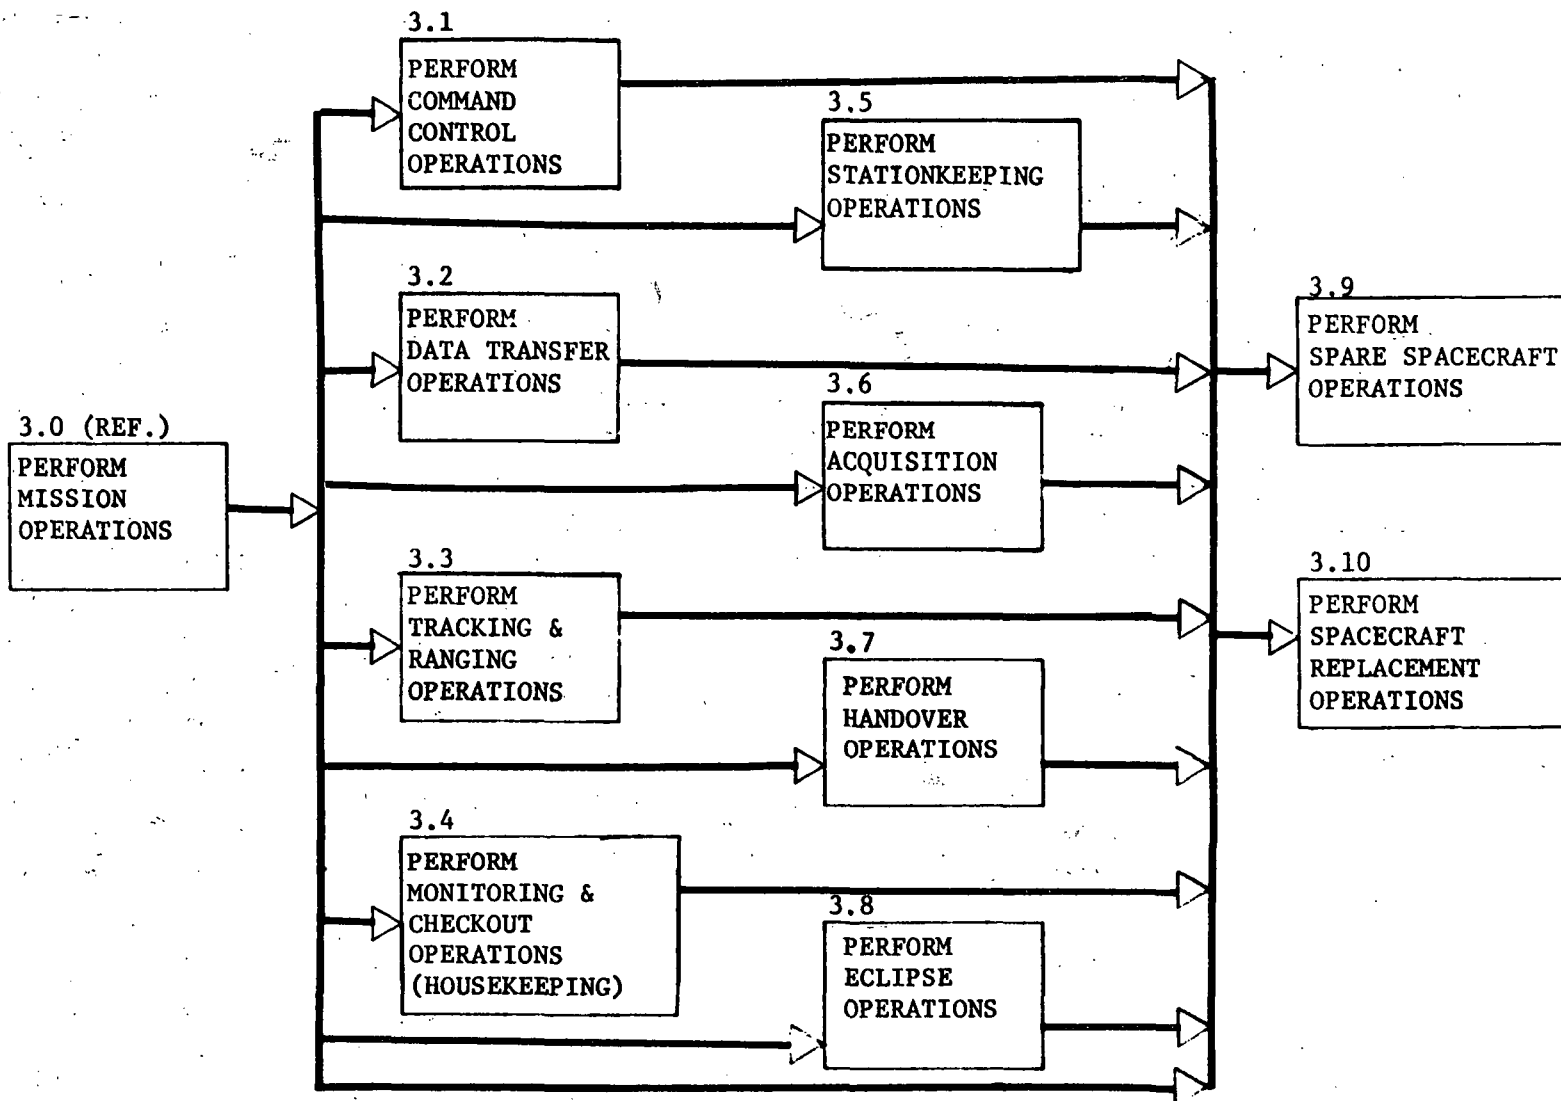 3.0 (REF.)
PERFORM
MISSION
OPERATIONS
3.1
PERFORM
COMMAND
CONTROL
OPERATIONS
3.2
PERFORM
DATA TRANSFER
OPERATIONS
3.3
PERFORM
TRACKING &
RANGING
OPERATIONS
3.4
PERFORM
MONITORING &
CHECKOUT
OPERATIONS
(HOUSEKEEPING)
3.5
PERFORM
STATIONKEEPING
OPERATIONS
3.6
PERFORM
ACQUISITION
OPERATIONS
3.7
PERFORM
HANDOVER
OPERATIONS
3.8
PERFORM
ECLIPSE
OPERATIONS
3.9
PERFORM
SPARE SPACECRAFT
OPERATIONS
3.10
PERFORM
SPACECRAFT
REPLACEMENT
OPERATIONS